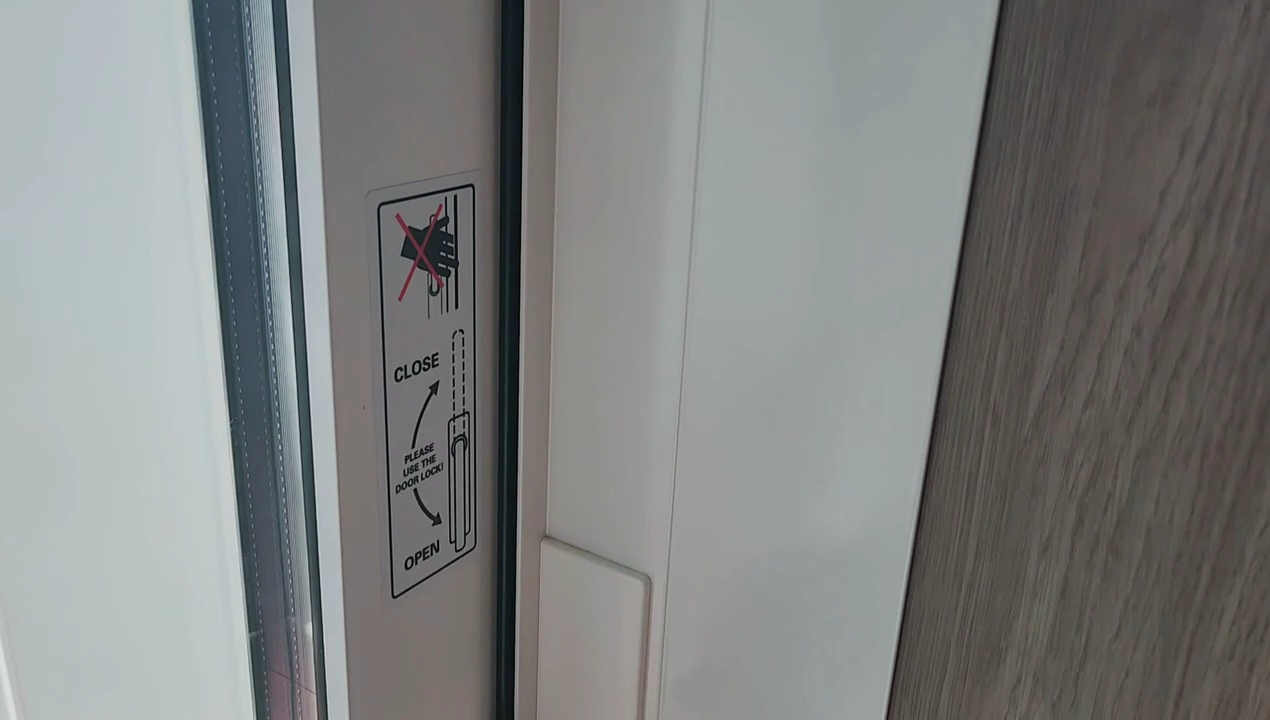 CLOSE
PLEASE
USE THE
DOOR LOCK!
OPEN